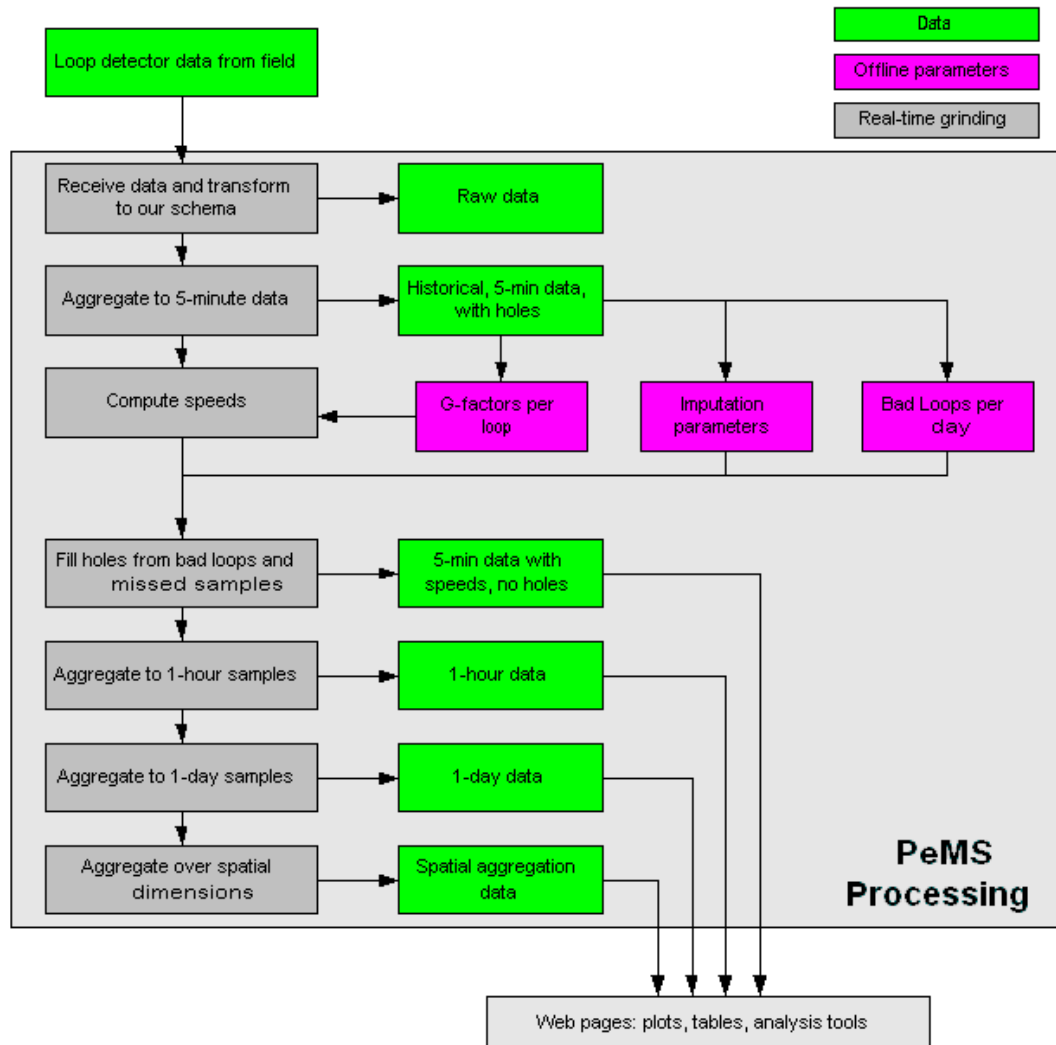 Data
Loop detector data from field
Offline parameters
Real-time grinding
Receive data and transform
to our schema
Raw data
Aggregate to 5-minute data
Historical, 5-min data,
with holes
Compute speeds
G-factors per
loop
Imputation
parameters
Bad Loops per
day
Fill holes from bad loops and
missed samples
5-min data with
speeds, no holes
Aggregate to 1-hour samples
1-hour data
Aggregate to 1-day samples
1-day data
Aggregate over spatial
dimensions
Spatial aggregation
data
PeMS
Processing
Web pages: plots, tables, analysis tools